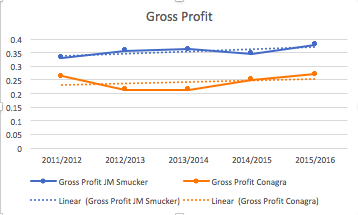 Gross Profit
0.4
0.35
0.3
0.25
0.2
0.15
0.1
0.05
0
2011/2012 2012/2013 2013/2014 2014/2015 2015/2016
Gross Profit JM Smucker Gross Profit Conagra
Linear (Gross Profit JM Smucker) Linear (Gross Profit Conagra)